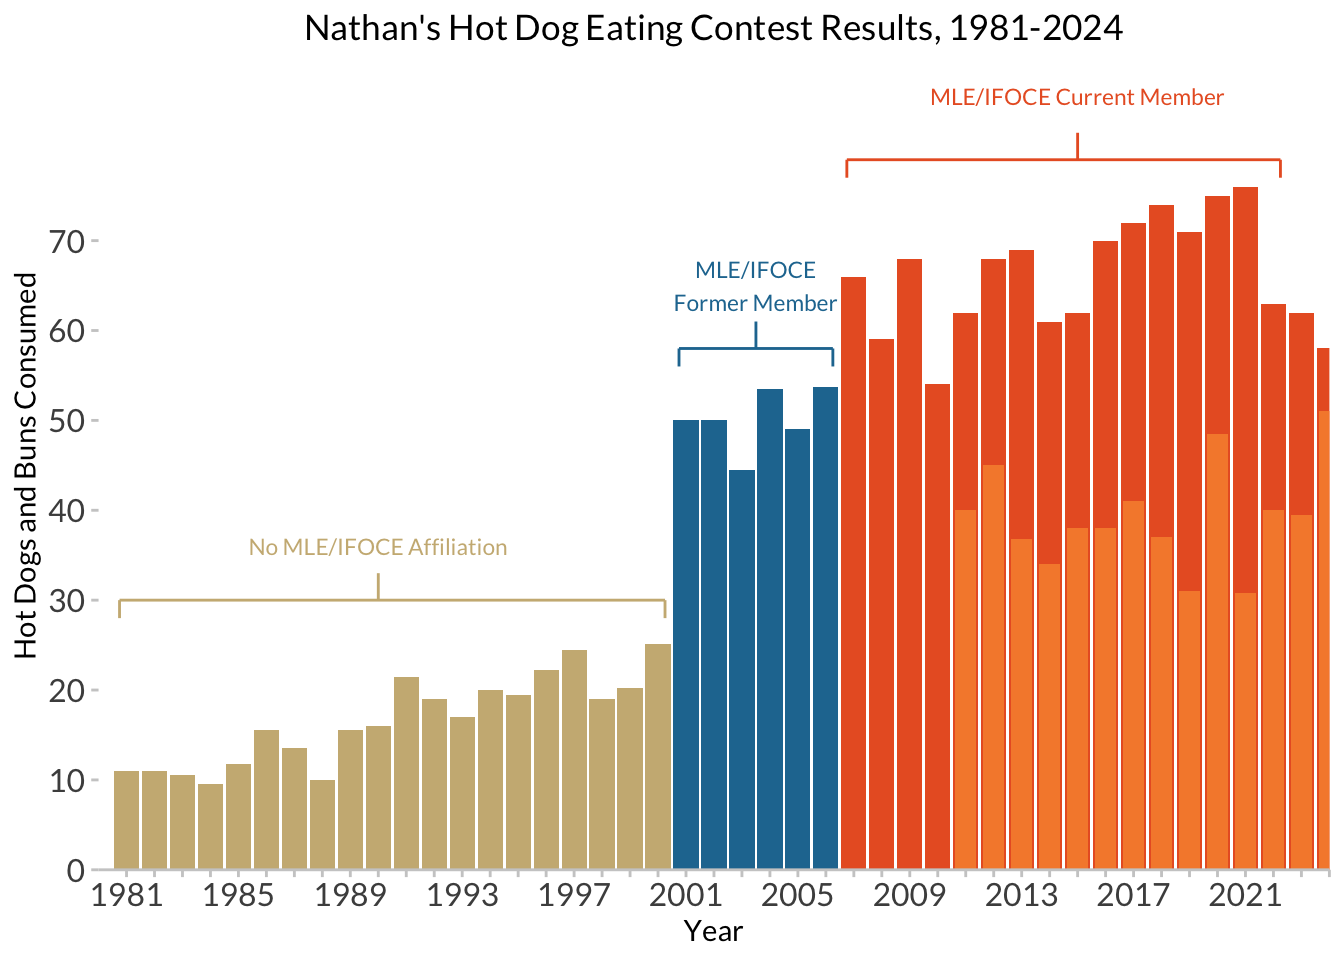 Nathan's Hot Dog Eating Contest Results, 1981-2024
MLE/IFOCE Current Member
MLE/IFOCE
Former Member
No MLE/IFOCE Affiliation
Hot Dogs and Buns Consumed
70
60
50
40
30
20
10
0
1981 1985 1989 1993 1997 2001 2005 2009 2013 2017 2021
Year